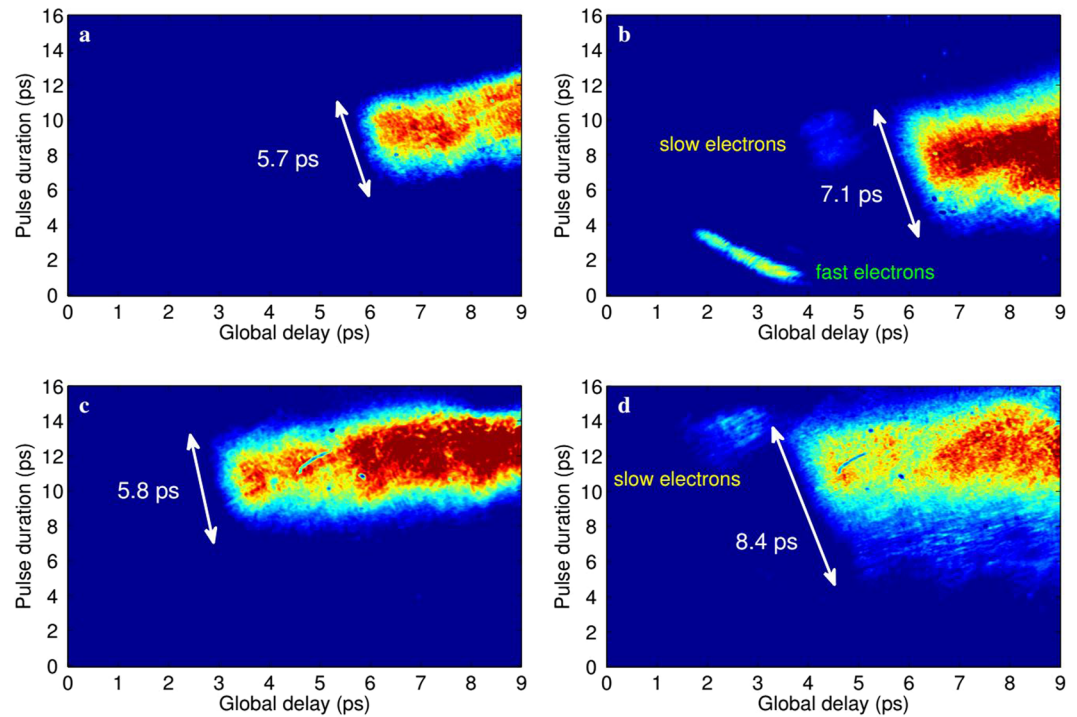 a
16
14
12
10
8
6
4
2
0
Pulse duration (ps)
5.7 ps
0 1 2 3 4 5 6 7 8 9
Global delay (ps)
b
16
14
12
10
8
6
4
2
0
Pulse duration (ps)
slow electrons
7.1 ps
fast electrons
0 1 2 3 4 5 6 7 8 9
Global delay (ps)
c
16
14
12
10
8
6
4
2
0
Pulse duration (ps)
5.8 ps
0 1 2 3 4 5 6 7 8 9
Global delay (ps)
d
16
14
12
10
8
6
4
2
0
Pulse duration (ps)
slow electrons
8.4 ps
0 1 2 3 4 5 6 7 8 9
Global delay (ps)